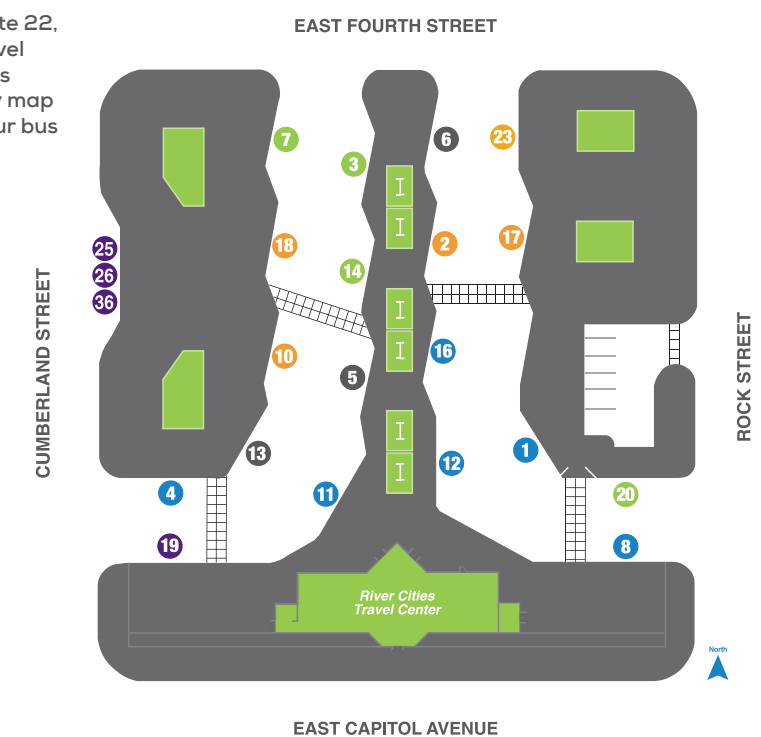 te 22,
vel
s
map
ur bus
EAST FOURTH STREET
7
3
6
23
25
26
36
18
14
2
17
10
5
16
13
11
12
1
4
19
20
8
CUMBERLAND STREET
ROCK STREET
River Cities
Travel Center
North
EAST CAPITOL AVENUE